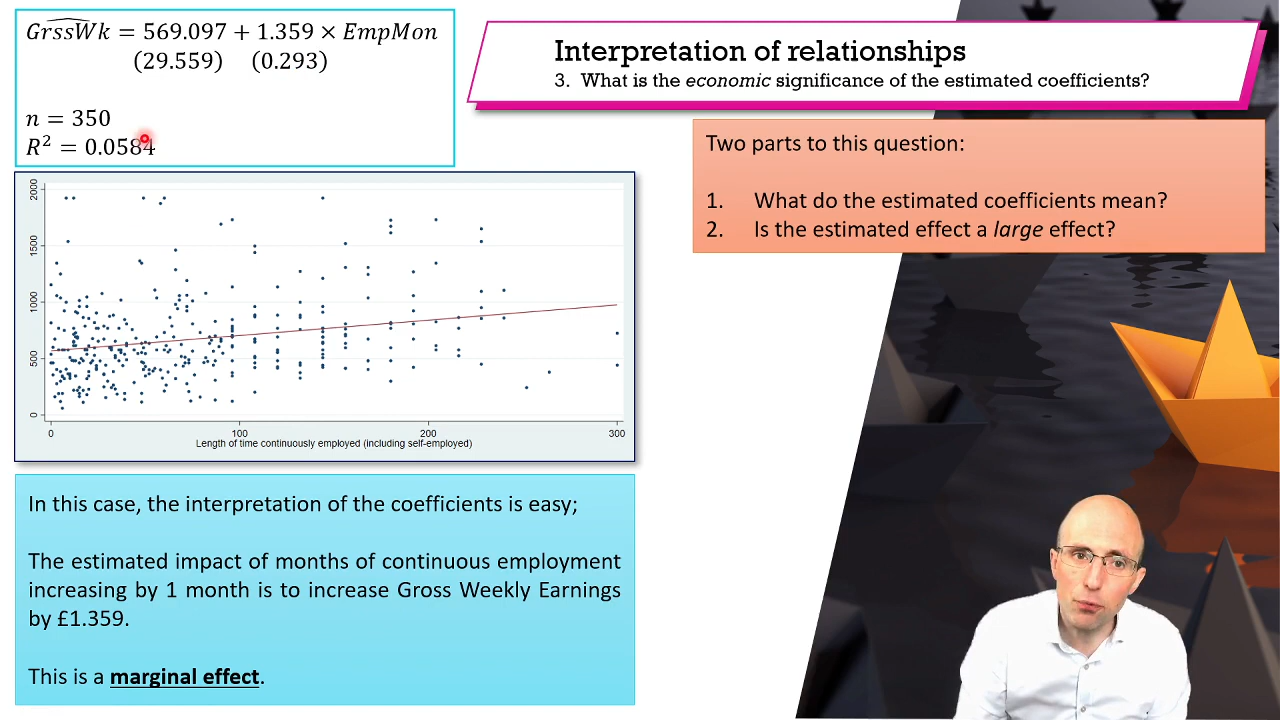 GrssWk = 569.097 + 1.359 × EmpMon
(29.559) (0.293)
n = 350
R² = 0.0584
Interpretation of relationships
3. What is the economic significance of the estimated coefficients?
Two parts to this question:
1. What do the estimated coefficients mean?
2. Is the estimated effect a large effect?
2000
1500
1000
500
0
0 100 200 300
Length of time continuously employed (including self-employed)
In this case, the interpretation of the coefficients is easy;
The estimated impact of months of continuous employment
increasing by 1 month is to increase Gross Weekly Earnings
by £1.359.
This is a marginal effect.